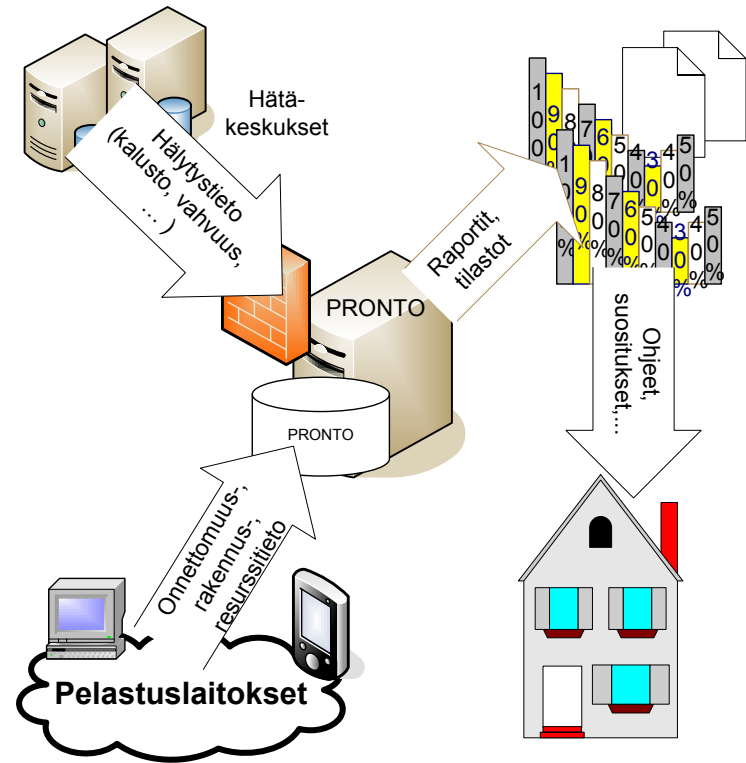 Hätä-
keskukset
Hälytystieto
(kalusto, vahvuus,
... )
PRONTO
PRONTO
Raportit,
tilastot
Ohjeet,
suositukset,...
Onnettomuus-,
rakennus-,
resurssitieto
Pelastuslaitokset